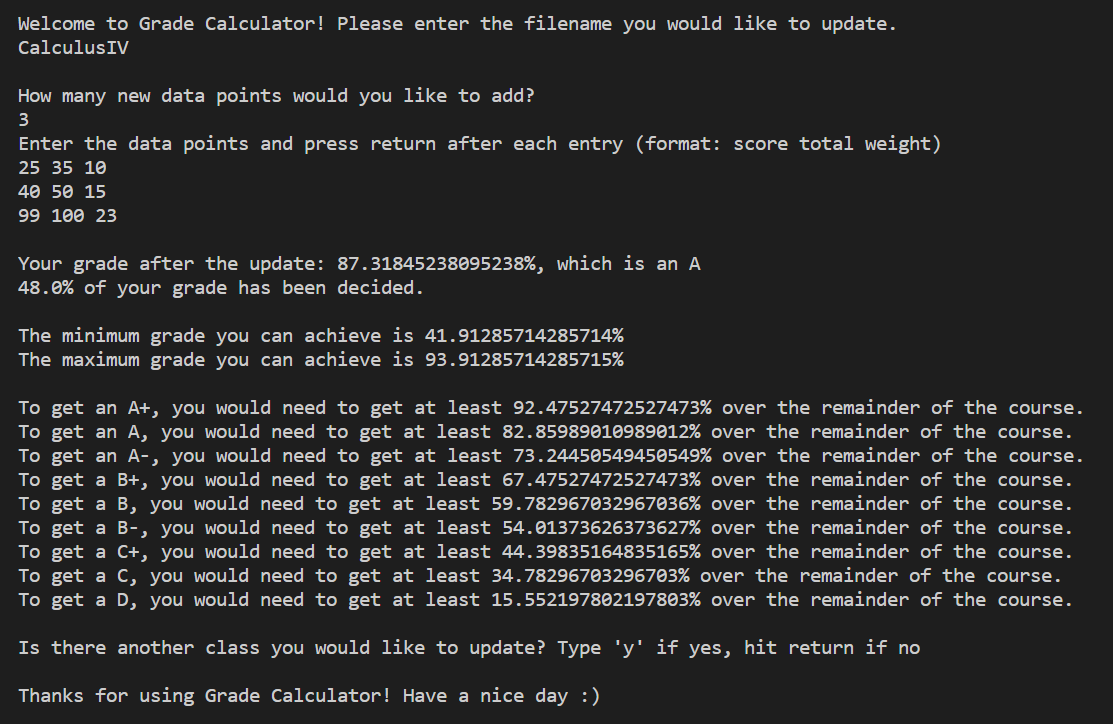 Welcome to Grade Calculator! Please enter the filename you would like to update.
CalculusIV
How many new data points would you like to add?
3
Enter the data points and press return after each entry (format: score total weight)
25 35 10
40 50 15
99 100 23
Your grade after the update: 87.31845238095238%, which is an A
48.0% of your grade has been decided.
The minimum grade you can achieve is 41.91285714285714%
The maximum grade you can achieve is 93.91285714285715%
To get an A+, you would need to get at least 92.47527472527473% over the remainder of the course.
To get an A, you would need to get at least 82.85989010989012% over the remainder of the course.
To get an A-, you would need to get at least 73.24450549450549% over the remainder of the course.
To get a B+, you would need to get at least 67.47527472527473% over the remainder of the course.
To get a B, you would need to get at least 59.782967032967036% over the remainder of the course.
To get a B-, you would need to get at least 54.01373626373627% over the remainder of the course.
To get a C+, you would need to get at least 44.39835164835165% over the remainder of the course.
To get a C, you would need to get at least 34.78296703296703% over the remainder of the course.
To get a D, you would need to get at least 15.552197802197803% over the remainder of the course.
Is there another class you would like to update? Type 'y' if yes, hit return if no
Thanks for using Grade Calculator! Have a nice day :)